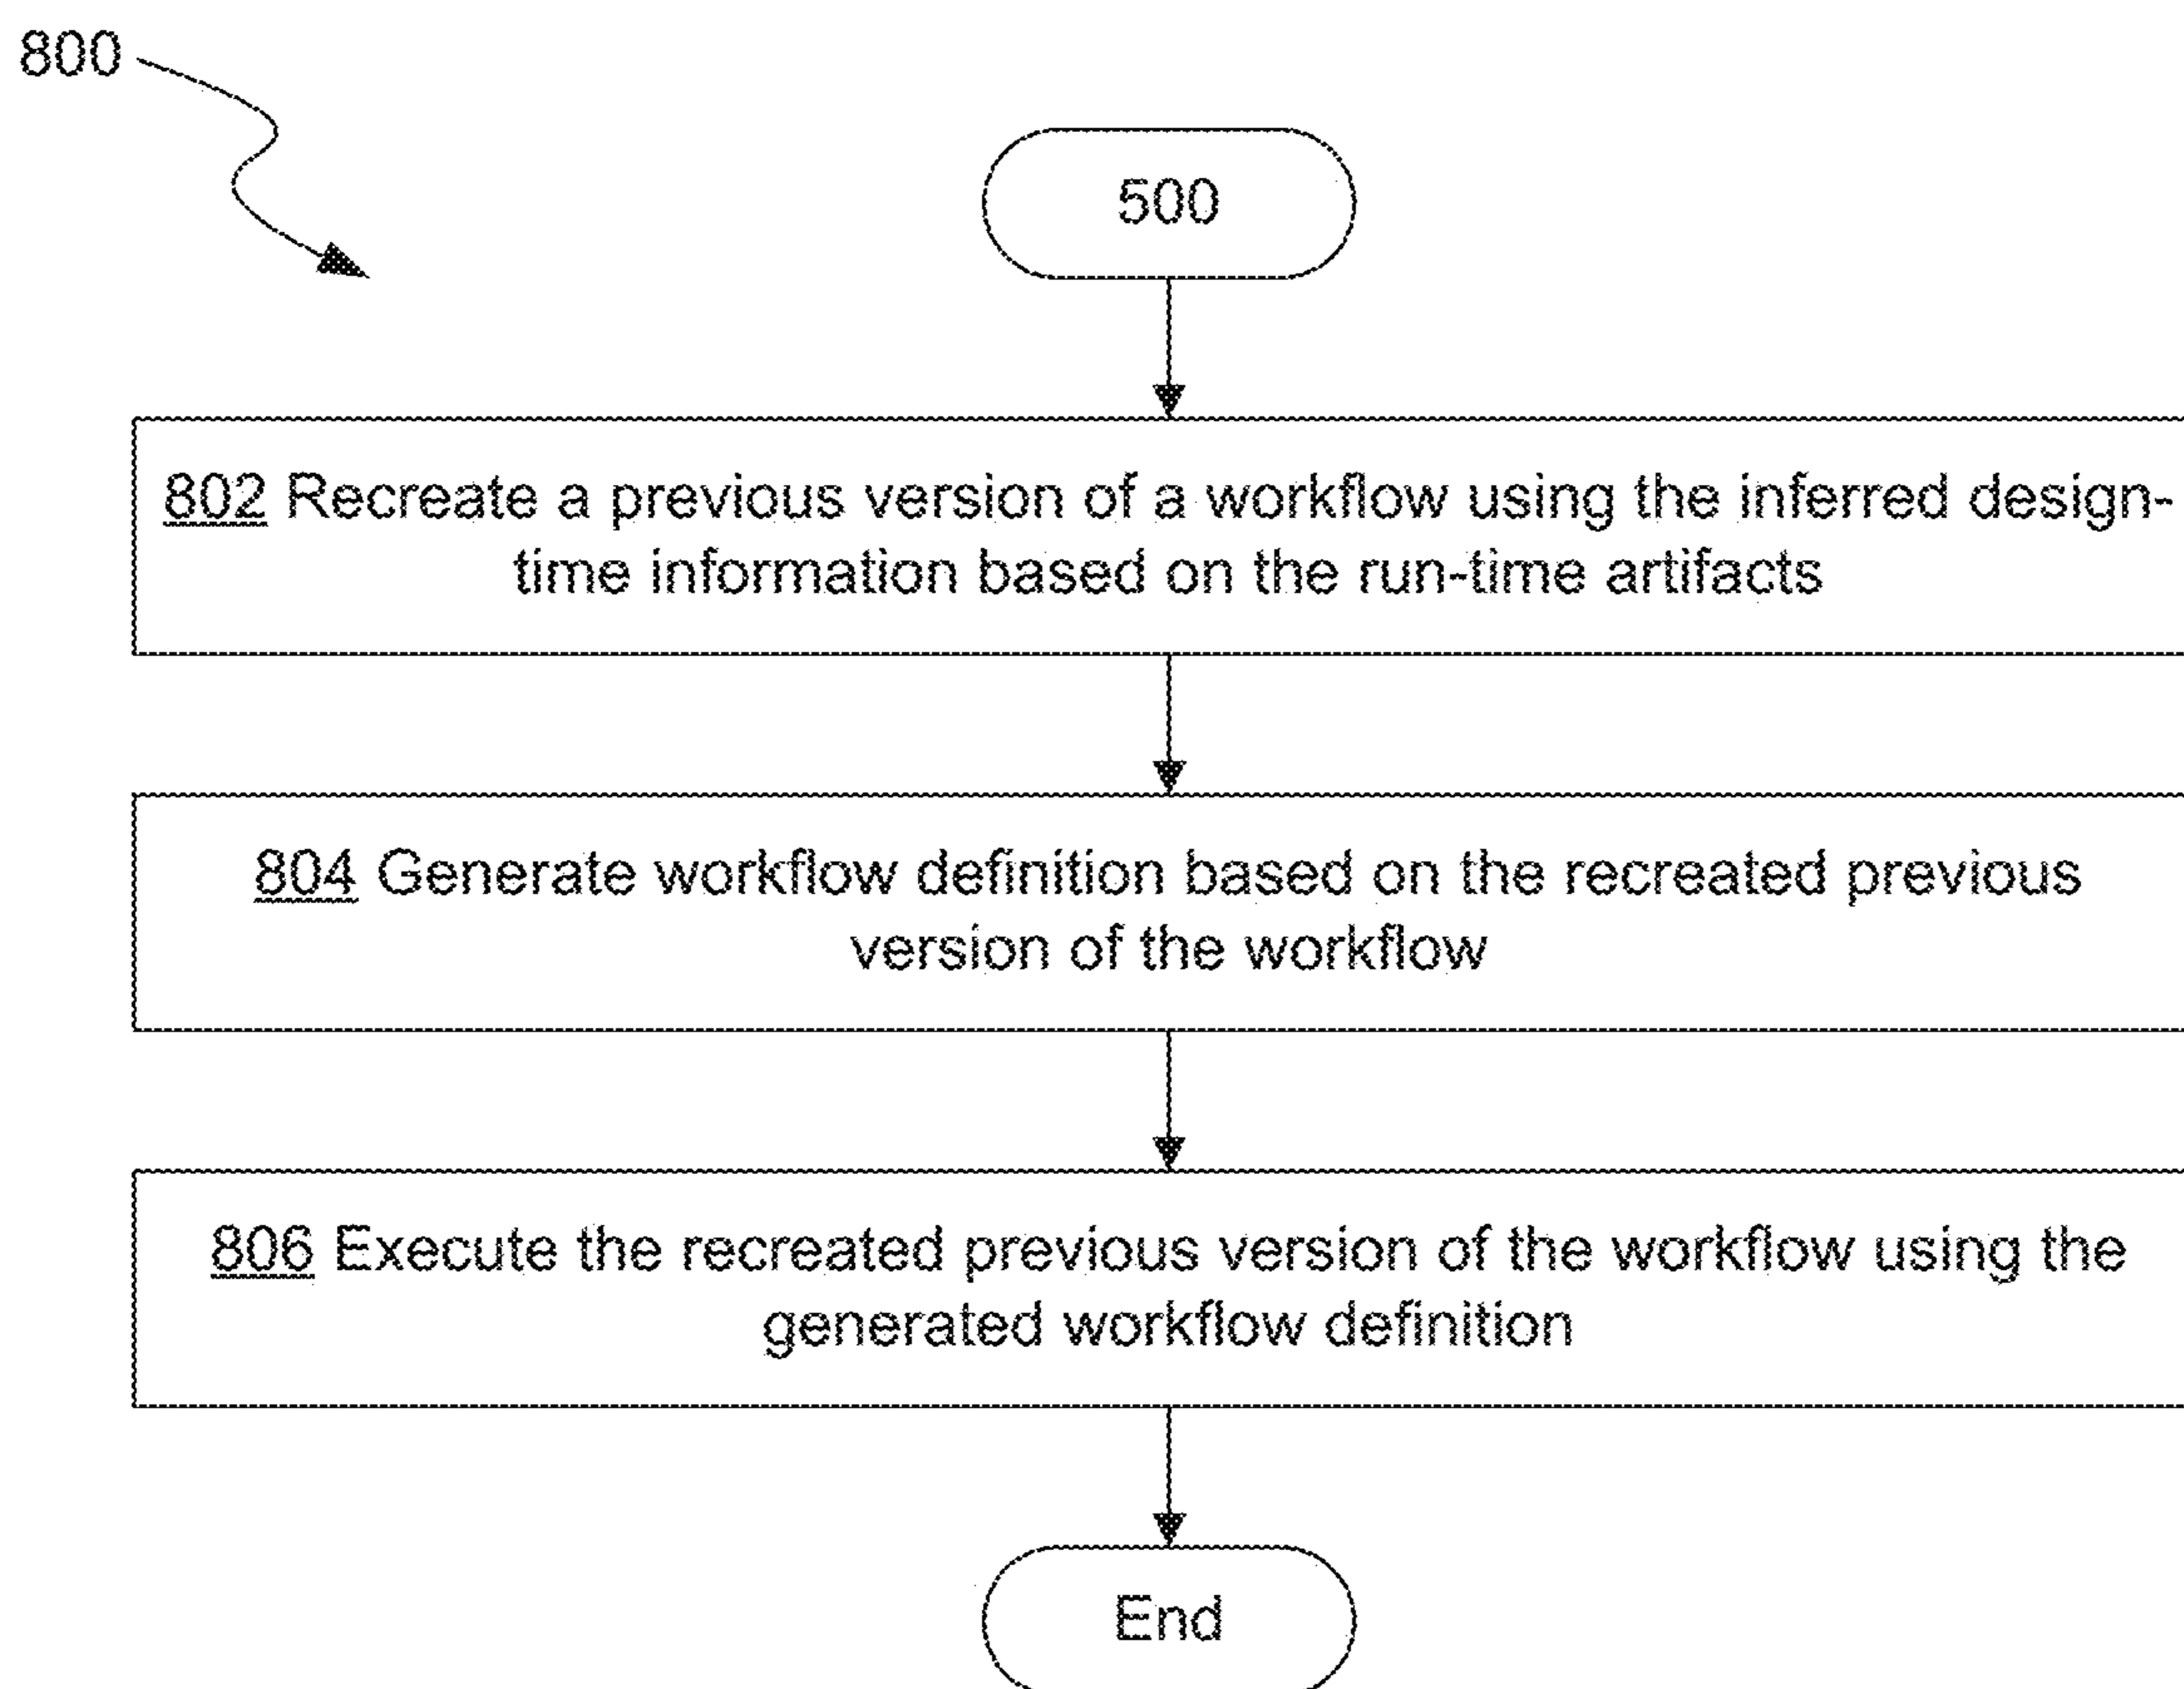 800
500
802 Recreate a previous version of a workflow using the inferred design-
time information based on the run-time artifacts
804 Generate workflow definition based on the recreated previous
version of the workflow
806 Execute the recreated previous version of the workflow using the
generated workflow definition
End